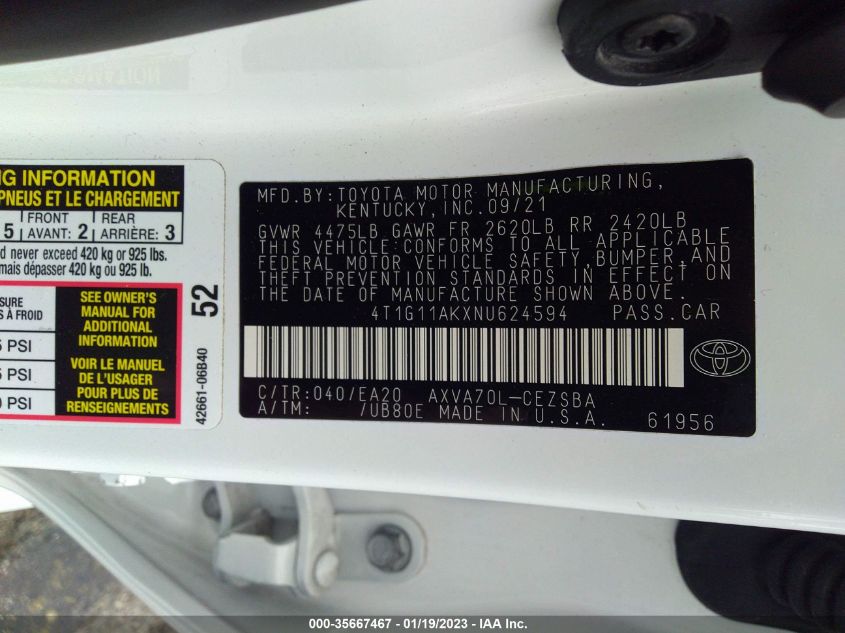 NG INFORMATION
PNEUS ET LE CHARGEMENT
5 FRONT AVANT: 2 REAR ARRIÈRE: 3
d never exceed 420 kg or 925 lbs.
mais dépasser 420 kg ou 925 lb.
SURE
S À FROID
PSI
PSI
0 PSI
SEE OWNER'S
MANUAL FOR
ADDITIONAL
INFORMATION
VOIR LE MANUEL
DE L'USAGER
POUR PLUS DE
RENSEIGNEMENTS
52
42661-06B40
MFD.BY:TOYOTA MOTOR MANUFACTURING,
KENTUCKY, INC.09/21
GVWR 4475LB GAWR FR 2620LB RR 2420LB
THIS VEHICLE CONFORMS TO ALL APPLICABLE
FEDERAL MOTOR VEHICLE SAFETY, BUMPER, AND
THEFT PREVENTION STANDARDS IN EFFECT ON
THE DATE OF MANUFACTURE SHOWN ABOVE.
4T1G11AKXNU624594 PASS.CAR
C/TR:040/EA20 AXVA70L-CEZSBA
A/TM: /UB80E MADE IN U.S.A. 61956
000-35667467 - 01/19/2023 - IAA Inc.